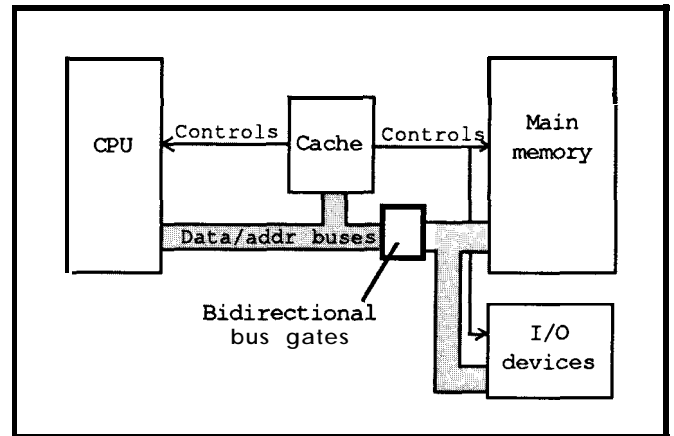 CPU
Controls
Cache
Controls
Main
memory
Data/addr buses
Bidirectional
bus gates
I/O
devices